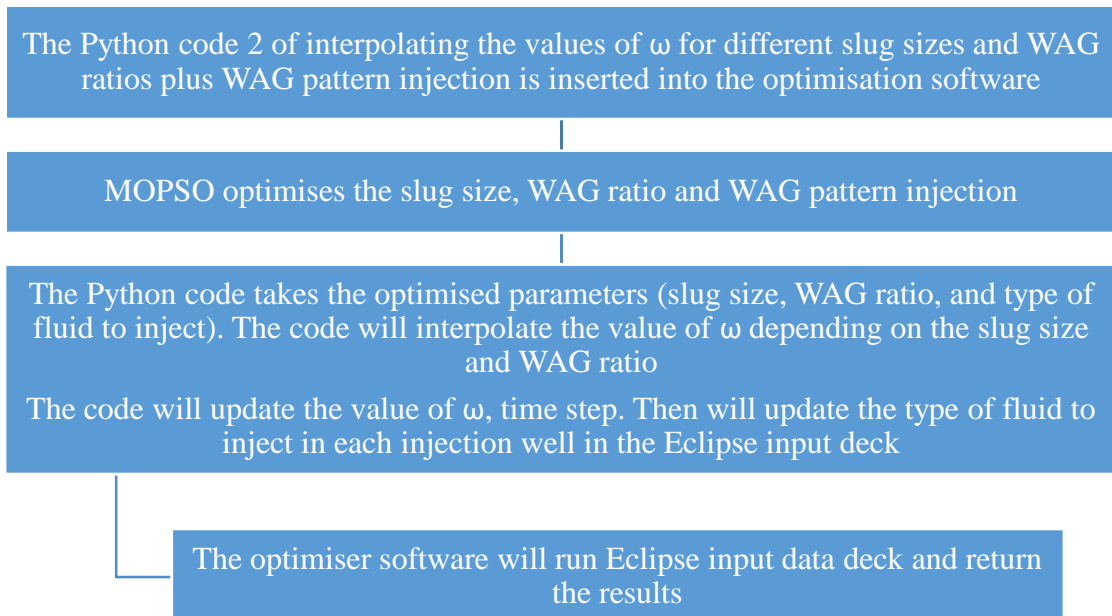 The Python code 2 of interpolating the values of ω for different slug sizes and WAG
ratios plus WAG pattern injection is inserted into the optimisation software
MOPSO optimises the slug size, WAG ratio and WAG pattern injection
The Python code takes the optimised parameters (slug size, WAG ratio, and type of
fluid to inject). The code will interpolate the value of ω depending on the slug size
and WAG ratio
The code will update the value of ω, time step. Then will update the type of fluid to
inject in each injection well in the Eclipse input deck
The optimiser software will run Eclipse input data deck and return
the results